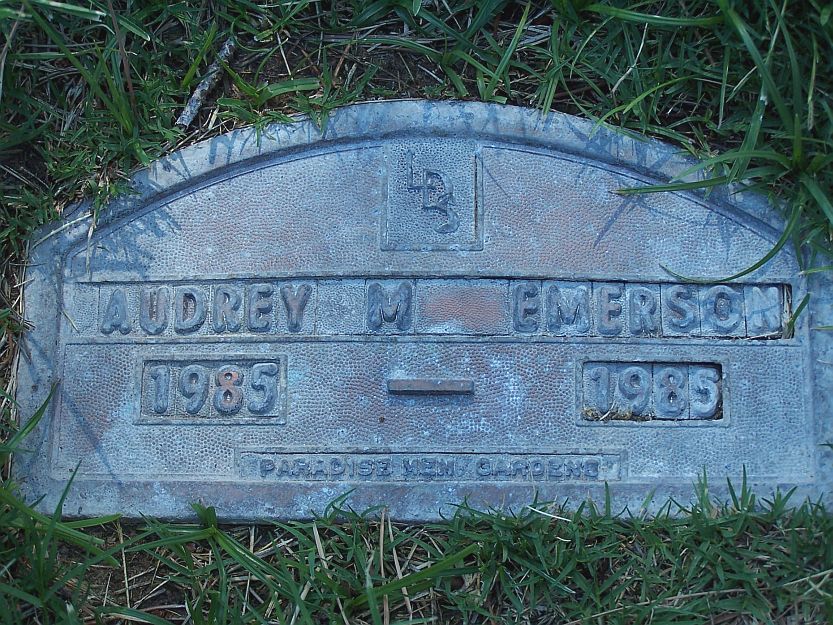 LDS
AUDREY M EMERSON
1985 — 1985
PARADISE MEM. GARDENS